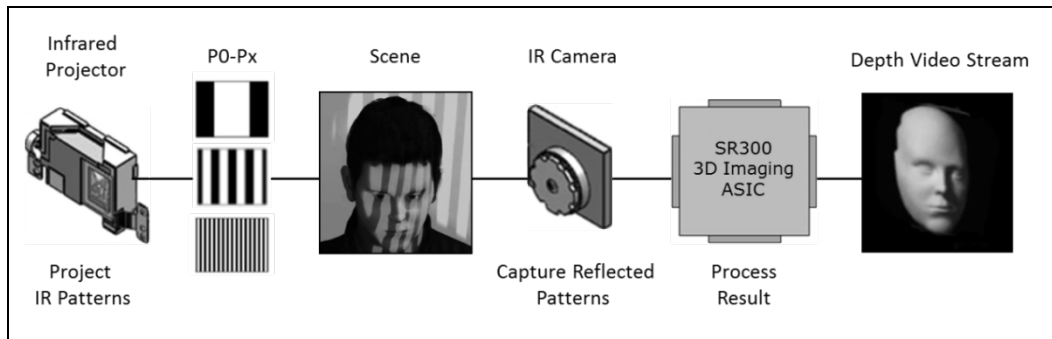 Infrared
Projector
P0-Px
Scene
IR Camera
Depth Video Stream
SR300
3D Imaging
ASIC
Project
IR Patterns
Capture Reflected
Patterns
Process
Result